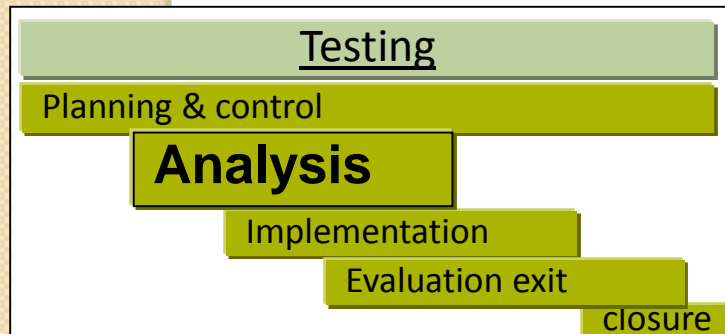 Testing
Planning & control
Analysis
Implementation
Evaluation exit
closure